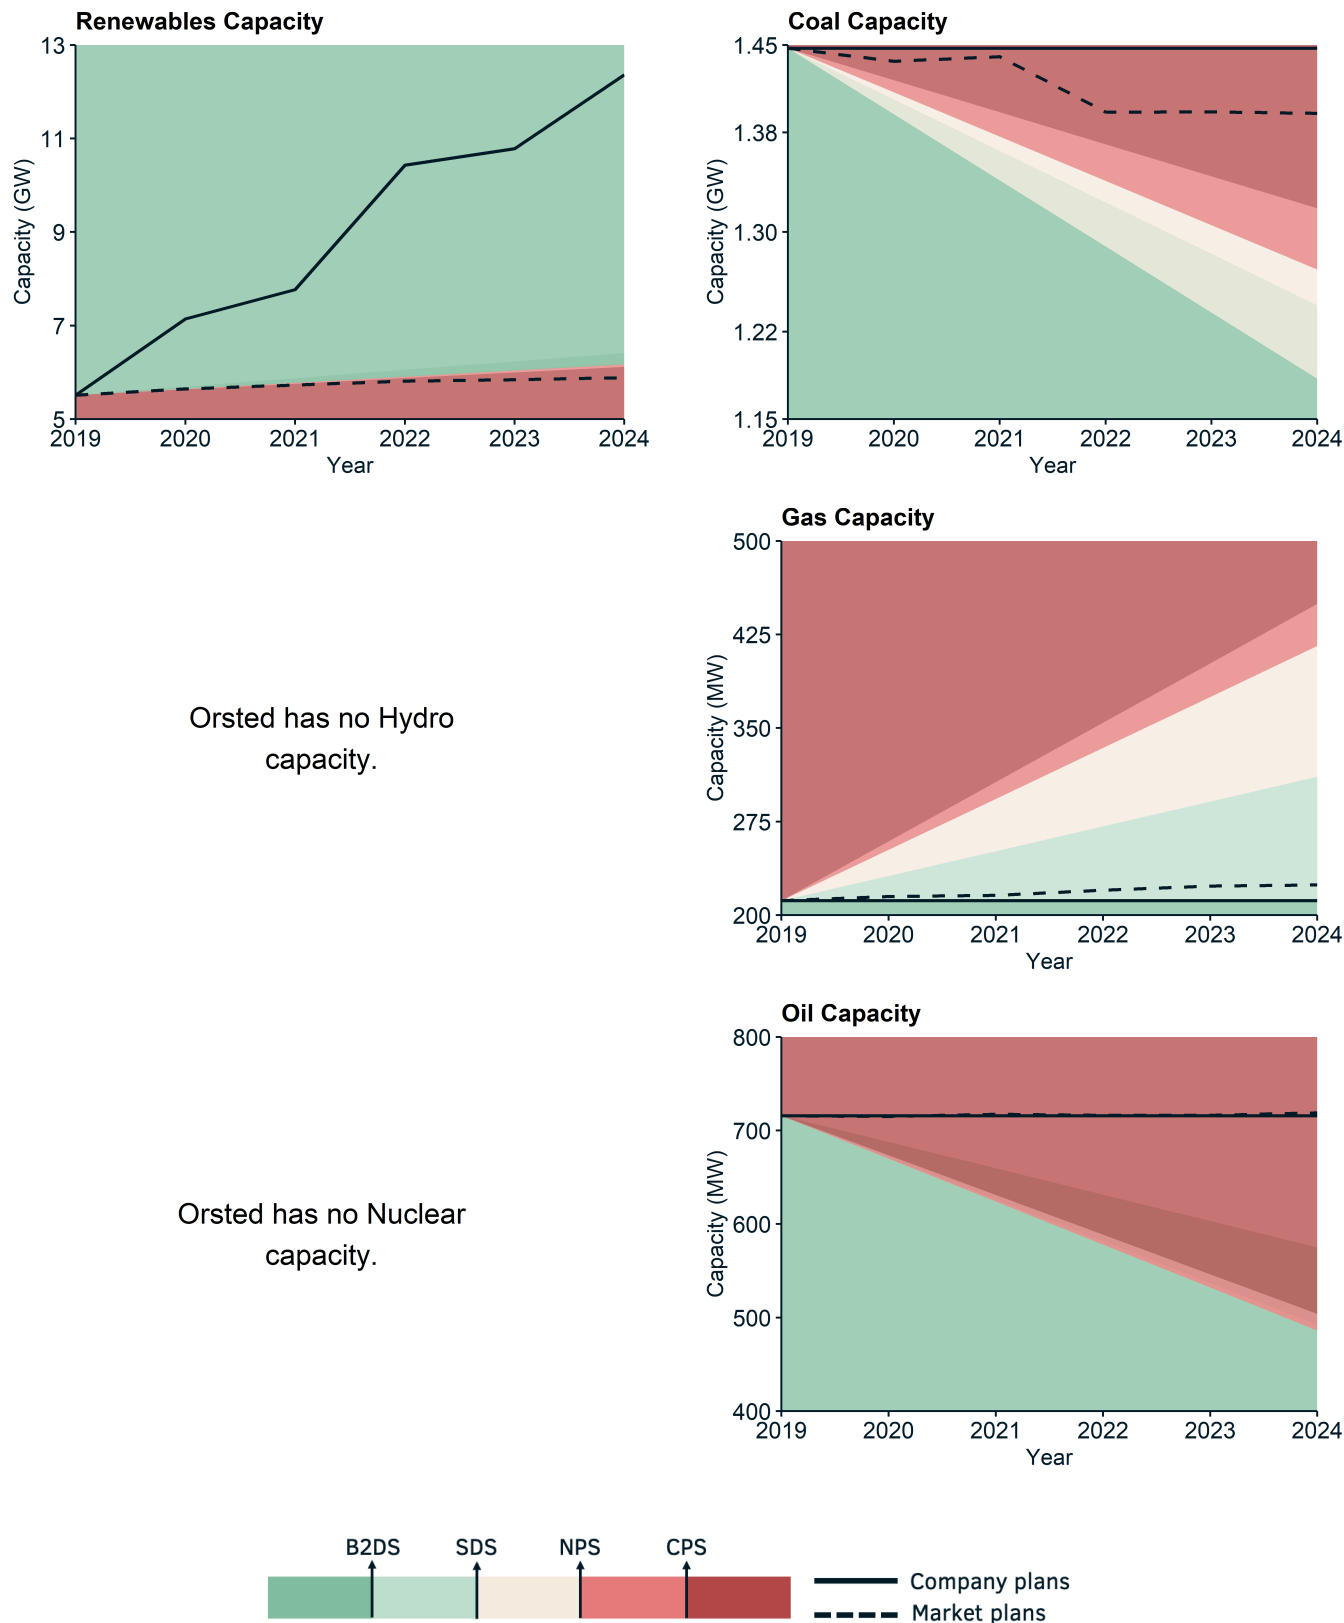 Renewables Capacity
Capacity (GW)
13
11
9
7
5
2019 2020 2021 2022 2023 2024
Year
Coal Capacity
Capacity (GW)
1.45
1.38
1.30
1.22
1.15
2019 2020 2021 2022 2023 2024
Year
Orsted has no Hydro
capacity.
Gas Capacity
Capacity (MW)
500
425
350
275
200
2019 2020 2021 2022 2023 2024
Year
Orsted has no Nuclear
capacity.
Oil Capacity
Capacity (MW)
800
700
600
500
400
2019 2020 2021 2022 2023 2024
Year
B2DS SDS NPS CPS
Company plans
Market plans